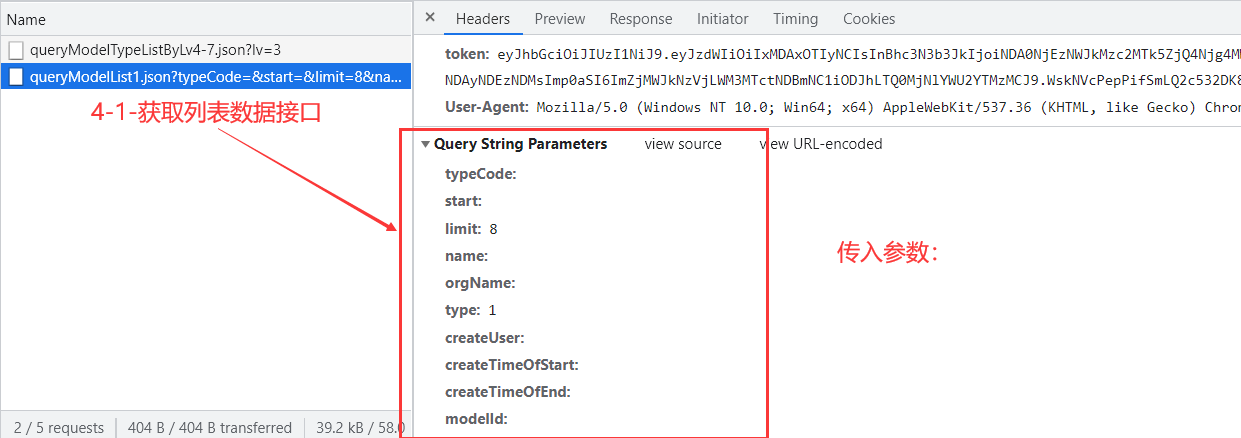 Name
queryModelTypeListByLv4-7.json?lv=3
queryModelList1.json?typeCode=&start=&limit=8&na...
4-1-获取列表数据接口
2 / 5 requests
404 B / 404 B transferred
39.2 kB / 58.0
× Headers Preview Response Initiator Timing Cookies
token: eyJhbGciOiJIUzI1NiJ9.eyJzdWIiOiIxMDAxOTIyNCIsInBhc3N3b3JkIjoiNDA0NjEzNWJkMzc2MTk5ZjQ4Njg4M
NDAyNDEzNDMsImp0aSI6ImZjMWJkNzVjLWM3MTctNDBmNC1iODJhLTQ0MjNlYWU2YTMzMCJ9.WskNVcPepPifSmLQ2c532DK8
User-Agent: Mozilla/5.0 (Windows NT 10.0; Win64; x64) AppleWebKit/537.36 (KHTML, like Gecko) Chro
Query String Parameters view source view URL-encoded
typeCode:
start:
limit: 8
name:
orgName:
type: 1
createUser:
createTimeOfStart:
createTimeOfEnd:
modelId:
传入参数：